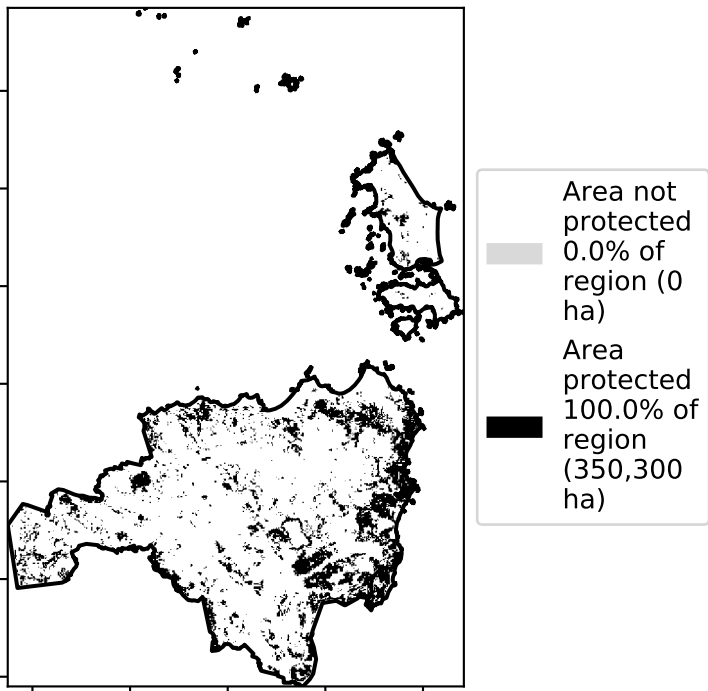 Area not
protected
0.0% of
region (0
ha)
Area
protected
100.0% of
region
(350,300
ha)